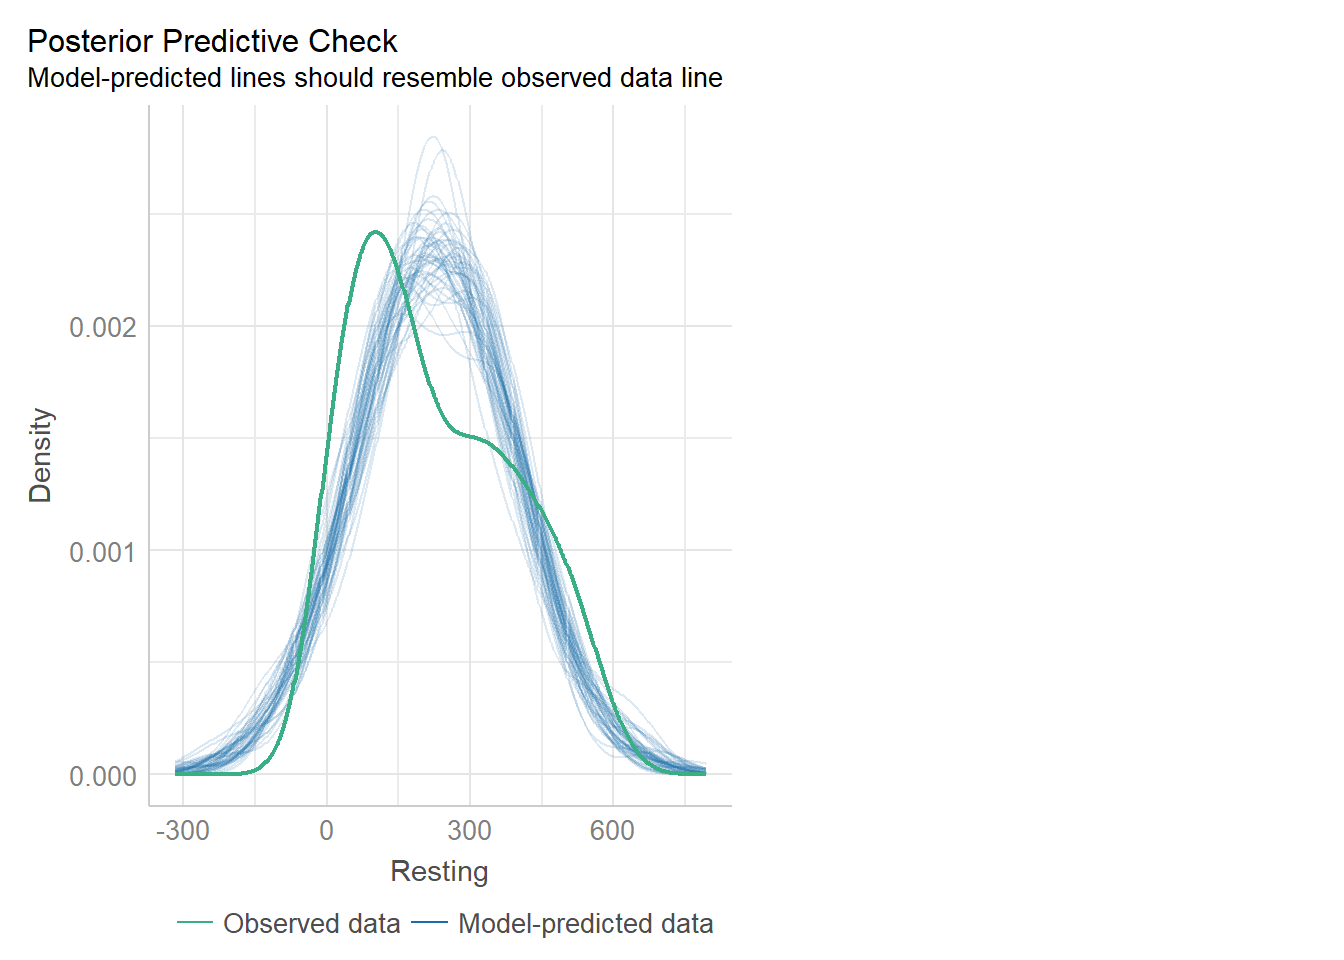 Posterior Predictive Check
Model-predicted lines should resemble observed data line
Density
0.002
0.001
0.000
-300 0 300 600
Resting
Observed data Model-predicted data